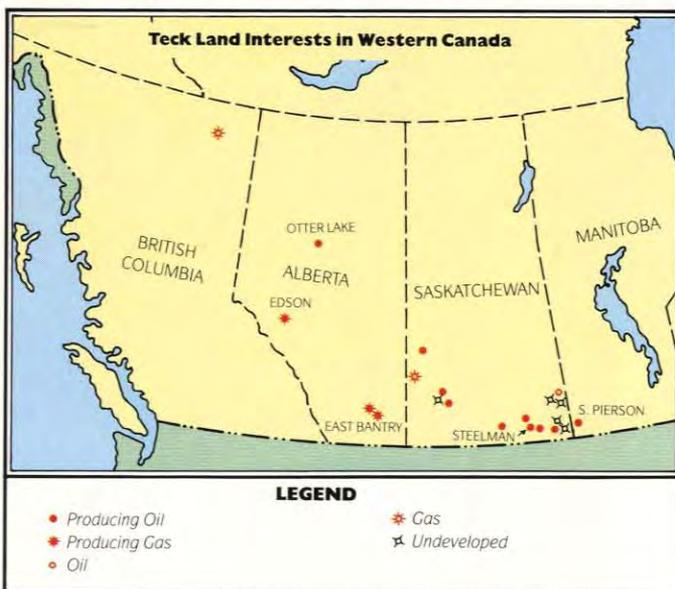 Teck Land Interests in Western Canada
OTTER LAKE
BRITISH
COLUMBIA
ALBERTA
MANITOBA
SASKATCHEWAN
EDSON
EAST BANTRY
STEELMAN
S. PIERSON
LEGEND
Producing Oil
Producing Gas
Oil
Gas
Undeveloped